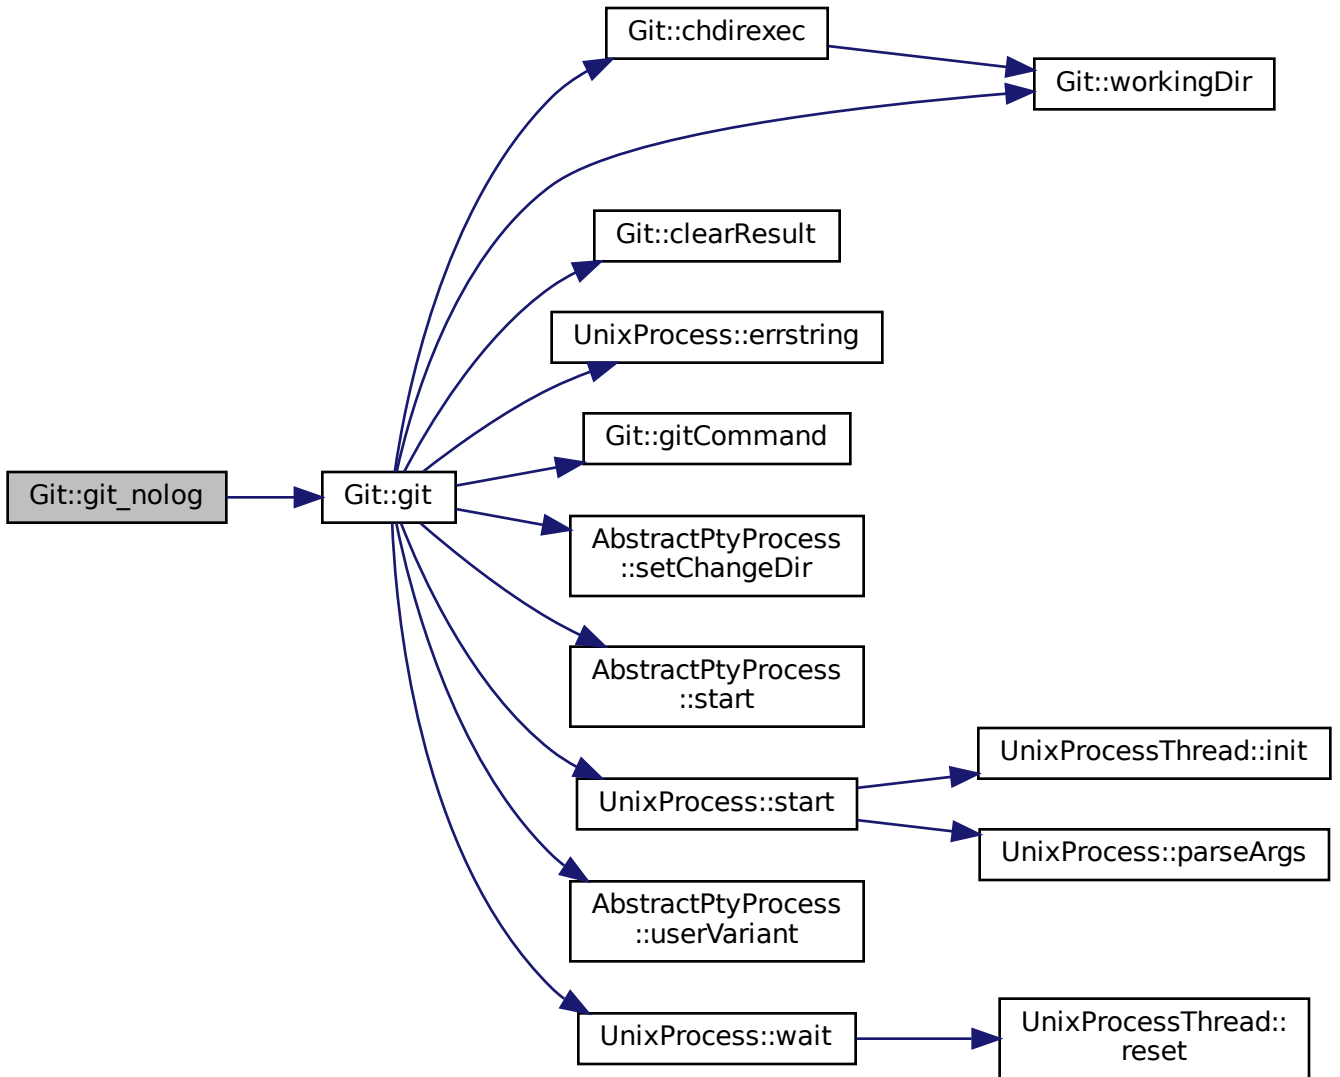 Git::chdirexec
Git::workingDir
Git::clearResult
UnixProcess::errstring
Git::gitCommand
Git::git_nolog
Git::git
AbstractPtyProcess
::setChangeDir
AbstractPtyProcess
::start
UnixProcessThread::init
UnixProcess::start
UnixProcess::parseArgs
AbstractPtyProcess
::userVariant
UnixProcess::wait
UnixProcessThread::
reset